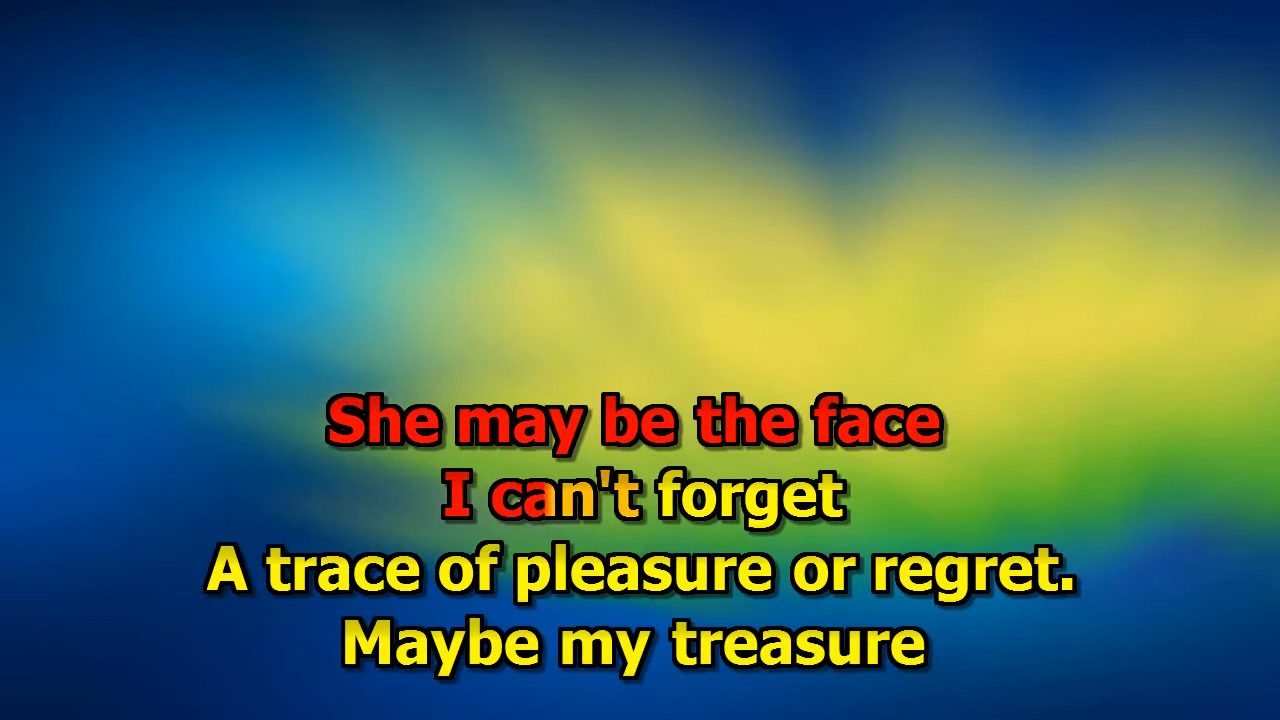 She may be the face
I can't forget
A trace of pleasure or regret.
Maybe my treasure